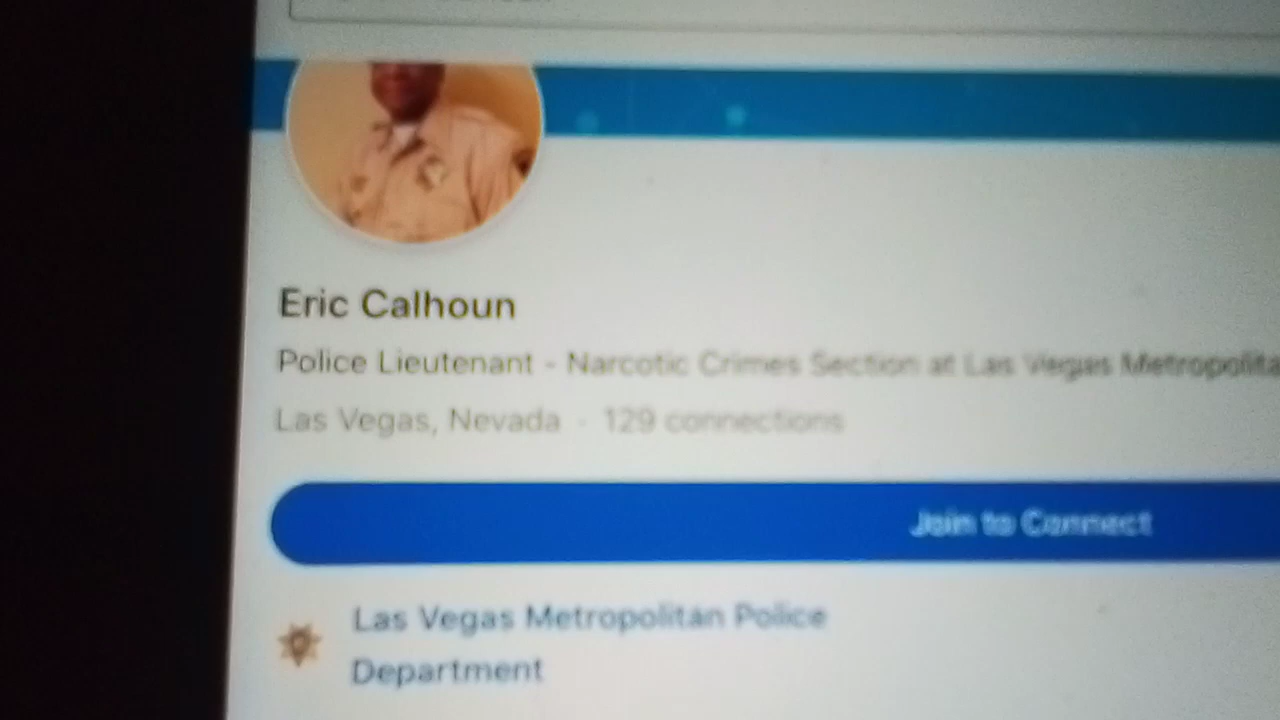 Eric Calhoun
Police Lieutenant - Narcotic Crimes Section at Las Vegas Metropolita
Las Vegas, Nevada · 129 connections
Join to Connect
Las Vegas Metropolitan Police
Department